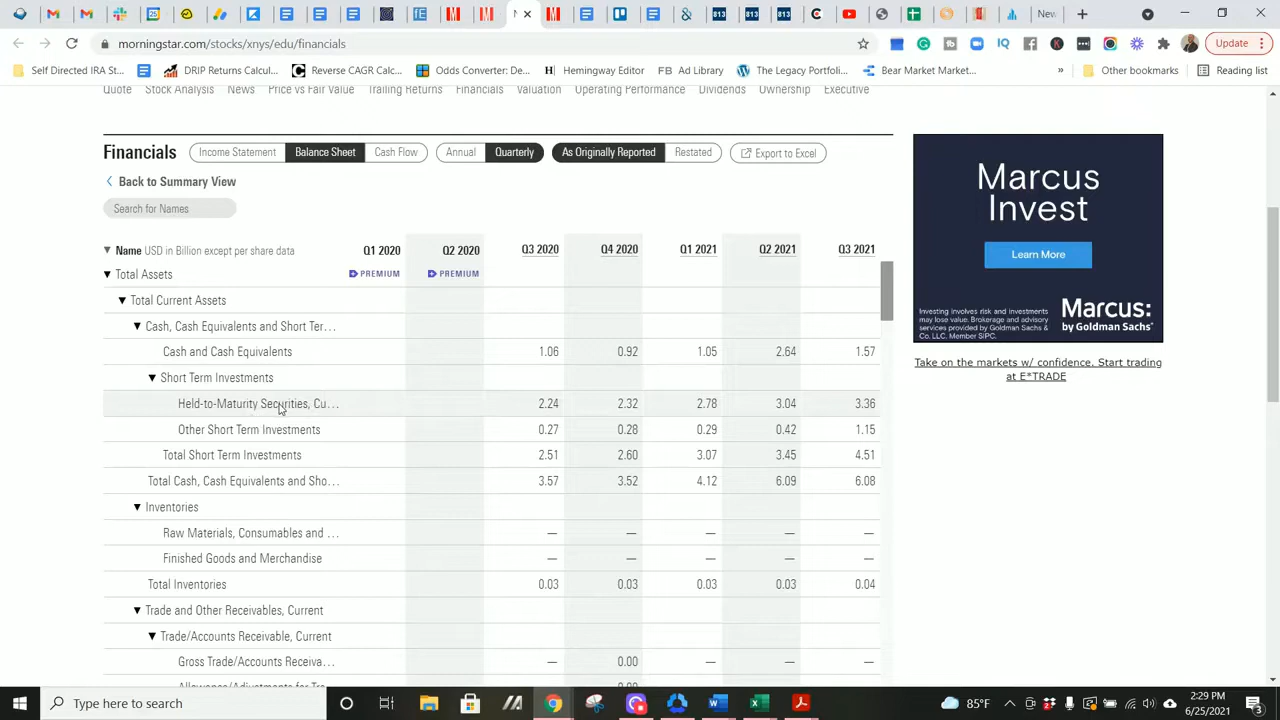 N
New
morningstar.com/stocks/xnys/edu/financials
IQ
Update
Self Directed IRA St...
DRIP Returns Calcul...
Reverse CAGR Calc...
Odds Converter: De...
H Hemingway Editor
FB Ad Library
The Legacy Portfoli...
Bear Market Market...
»
Other bookmarks
Reading list
Quote Stock Analysis News Price vs Fair Value Trailing Returns Financials Valuation Operating Performance Dividends Ownership Executive
Financials Income Statement Balance Sheet Cash Flow Annual Quarterly As Originally Reported Restated Export to Excel
Back to Summary View
Search for Names
Name USD in Billion except per share data Q1 2020 Q2 2020 Q3 2020 Q4 2020 Q1 2021 Q2 2021 Q3 2021
Total Assets PREMIUM PREMIUM
Total Current Assets
Cash, Cash Equivalents and Short Ter...
Cash and Cash Equivalents 1.06 0.92 1.05 2.64 1.57
Short Term Investments
Held-to-Maturity Securities, Cu... 2.24 2.32 2.78 3.04 3.36
Other Short Term Investments 0.27 0.28 0.29 0.42 1.15
Total Short Term Investments 2.51 2.60 3.07 3.45 4.51
Total Cash, Cash Equivalents and Sho... 3.57 3.52 4.12 6.09 6.08
Inventories
Raw Materials, Consumables and ... — — — — —
Finished Goods and Merchandise — — — — —
Total Inventories 0.03 0.03 0.03 0.03 0.04
Trade and Other Receivables, Current
Trade/Accounts Receivable, Current
Gross Trade/Accounts Receiva... — 0.00 — — —
Marcus
Invest
Learn More
Investing involves risk and investments
may lose value. Brokerage and advisory
services provided by Goldman Sachs &
Co. LLC. Member SIPC.
Marcus:
by Goldman Sachs®
Take on the markets w/ confidence. Start trading
at E*TRADE
Type here to search
85°F
2:29 PM
6/25/2021